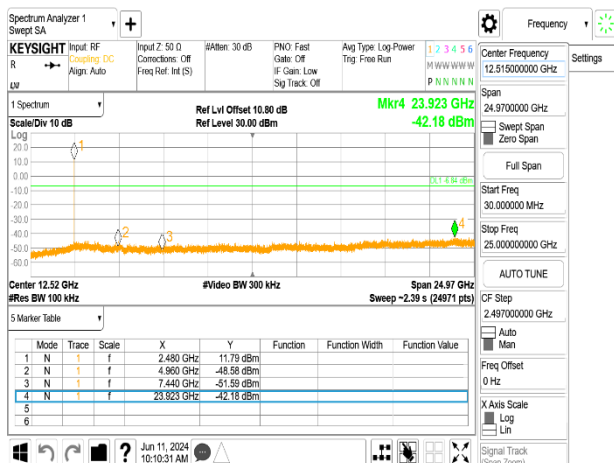 Spectrum Analyzer 1
Swept SA
Frequency
KEYSIGHT
R
Input: RF
Coupling: DC
Align: Auto
Input Z: 50 Ω
Corrections: Off
Freq Ref: Int (S)
#Atten: 30 dB
PNO: Fast
Gate: Off
IF Gain: Low
Sig Track: Off
Avg Type: Log-Power
Trig: Free Run
1 2 3 4 5 6
M W W W W W
P N N N N N
1 Spectrum
Scale/Div 10 dB
Ref Lvl Offset 10.80 dB
Ref Level 30.00 dBm
Mkr4 23.923 GHz
-42.18 dBm
Log
20.0
10.0
0.00
-10.0
-20.0
-30.0
-40.0
-50.0
-60.0
1
2
3
4
Center 12.52 GHz
#Res BW 100 kHz
#Video BW 300 kHz
Span 24.97 GHz
Sweep ~2.39 s (24971 pts)
5 Marker Table
Mode Trace Scale X Y Function Function Width Function Value
1 N 1 f 2.480 GHz 11.79 dBm
2 N 1 f 4.960 GHz -48.58 dBm
3 N 1 f 7.440 GHz -51.59 dBm
4 N 1 f 23.923 GHz -42.18 dBm
5
6
Jun 11, 2024
10:10:31 AM
Center Frequency
12.515000000 GHz
Settings
Span
24.9700000 GHz
Swept Span
Zero Span
Full Span
Start Freq
30.000000 MHz
Stop Freq
25.000000000 GHz
AUTO TUNE
CF Step
2.497000000 GHz
Auto
Man
Freq Offset
0 Hz
X Axis Scale
Log
Lin
Signal Track
(Span Zoom)